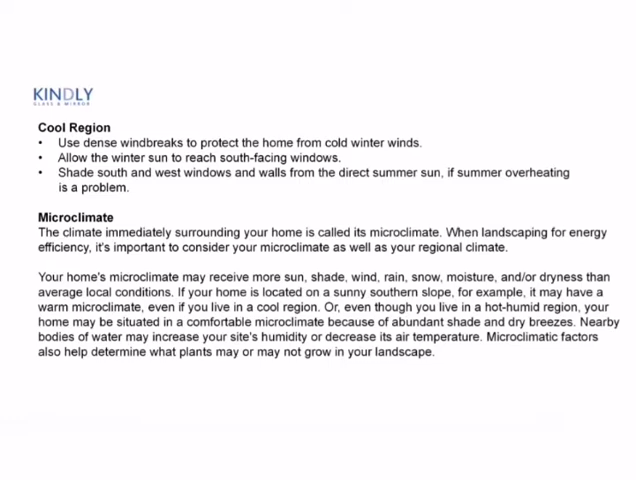 KINDLY
GLASS & MIRROR
Cool Region
• Use dense windbreaks to protect the home from cold winter winds.
• Allow the winter sun to reach south-facing windows.
• Shade south and west windows and walls from the direct summer sun, if summer overheating
is a problem.
Microclimate
The climate immediately surrounding your home is called its microclimate. When landscaping for energy
efficiency, it's important to consider your microclimate as well as your regional climate.
Your home's microclimate may receive more sun, shade, wind, rain, snow, moisture, and/or dryness than
average local conditions. If your home is located on a sunny southern slope, for example, it may have a
warm microclimate, even if you live in a cool region. Or, even though you live in a hot-humid region, your
home may be situated in a comfortable microclimate because of abundant shade and dry breezes. Nearby
bodies of water may increase your site's humidity or decrease its air temperature. Microclimatic factors
also help determine what plants may or may not grow in your landscape.